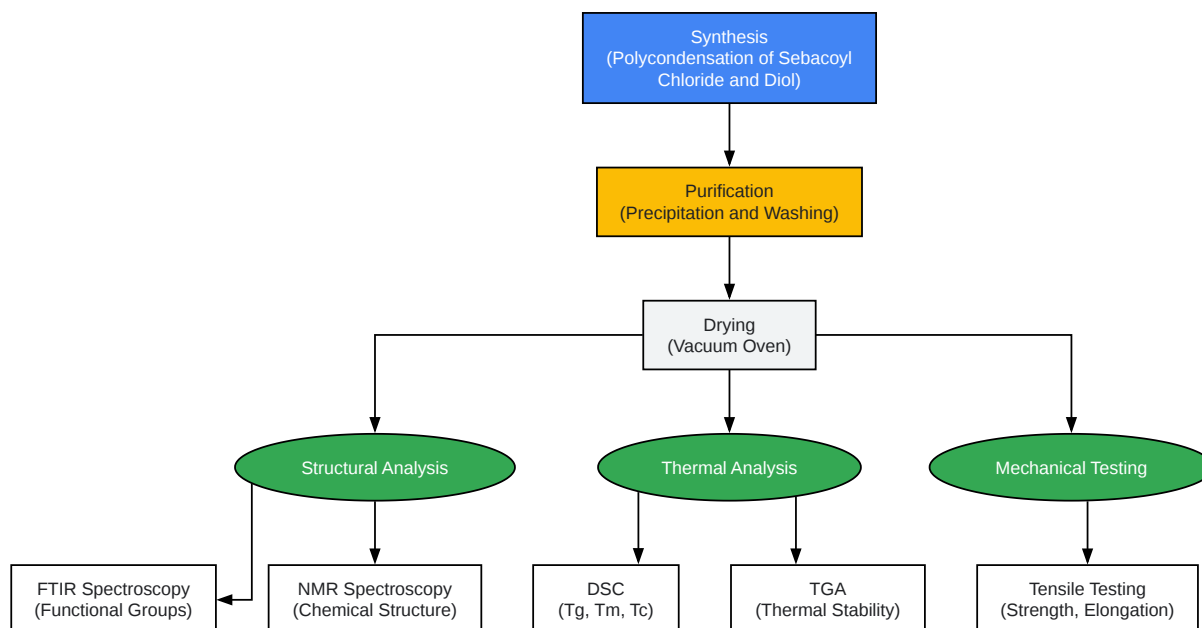 Synthesis
(Polycondensation of Sebacoyl
Chloride and Diol)
Purification
(Precipitation and Washing)
Drying
(Vacuum Oven)
Structural Analysis
Thermal Analysis
Mechanical Testing
FTIR Spectroscopy
(Functional Groups)
NMR Spectroscopy
(Chemical Structure)
DSC
(Tg, Tm, Tc)
TGA
(Thermal Stability)
Tensile Testing
(Strength, Elongation)